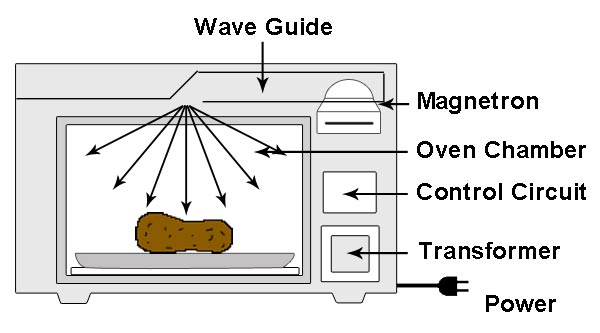 Wave Guide
Magnetron
Oven Chamber
Control Circuit
Transformer
Power